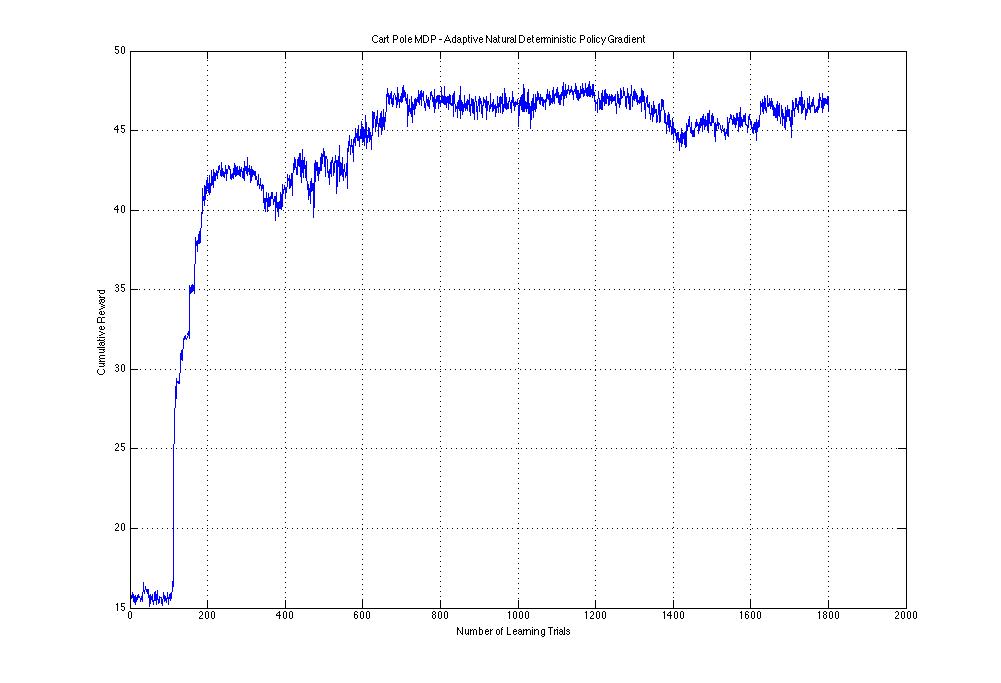 Cart Pole MDP - Adaptive Natural Deterministic Policy Gradient
50
45
40
35
30
25
20
15
Cumulative Reward
0 200 400 600 800 1000 1200 1400 1600 1800 2000
Number of Learning Trials